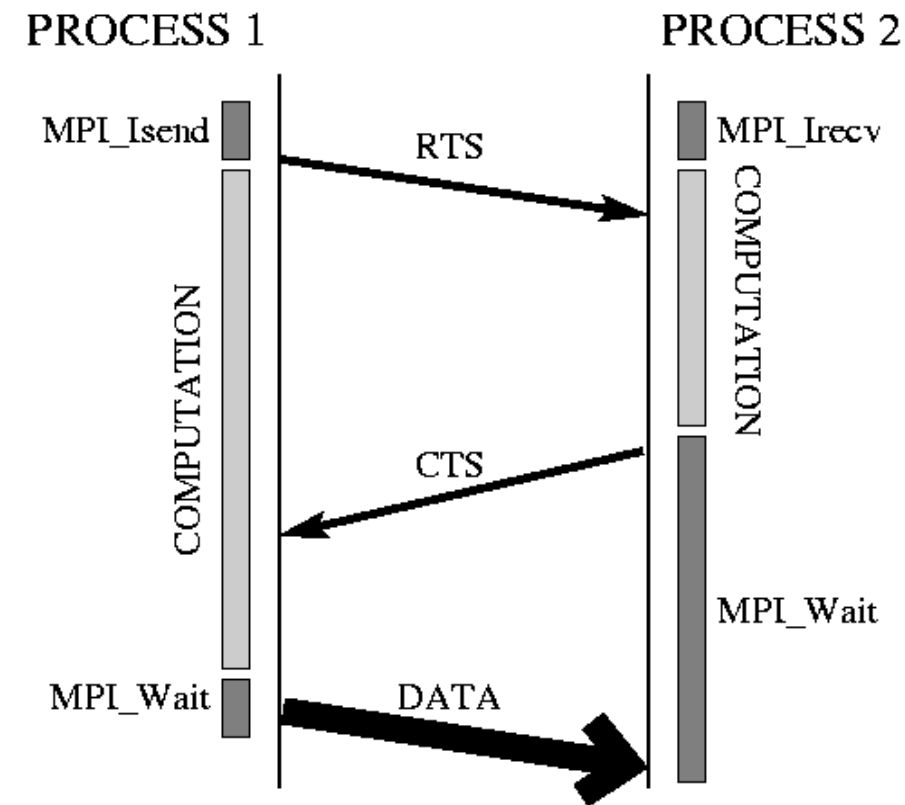 PROCESS 1
PROCESS 2
MPI_Isend
RTS
MPI_Irecv
COMPUTATION
COMPUTATION
CTS
MPI_Wait
MPI_Wait
DATA